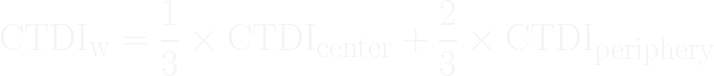 CTDI_w = 1/3 × CTDI_center + 2/3 × CTDI_periphery